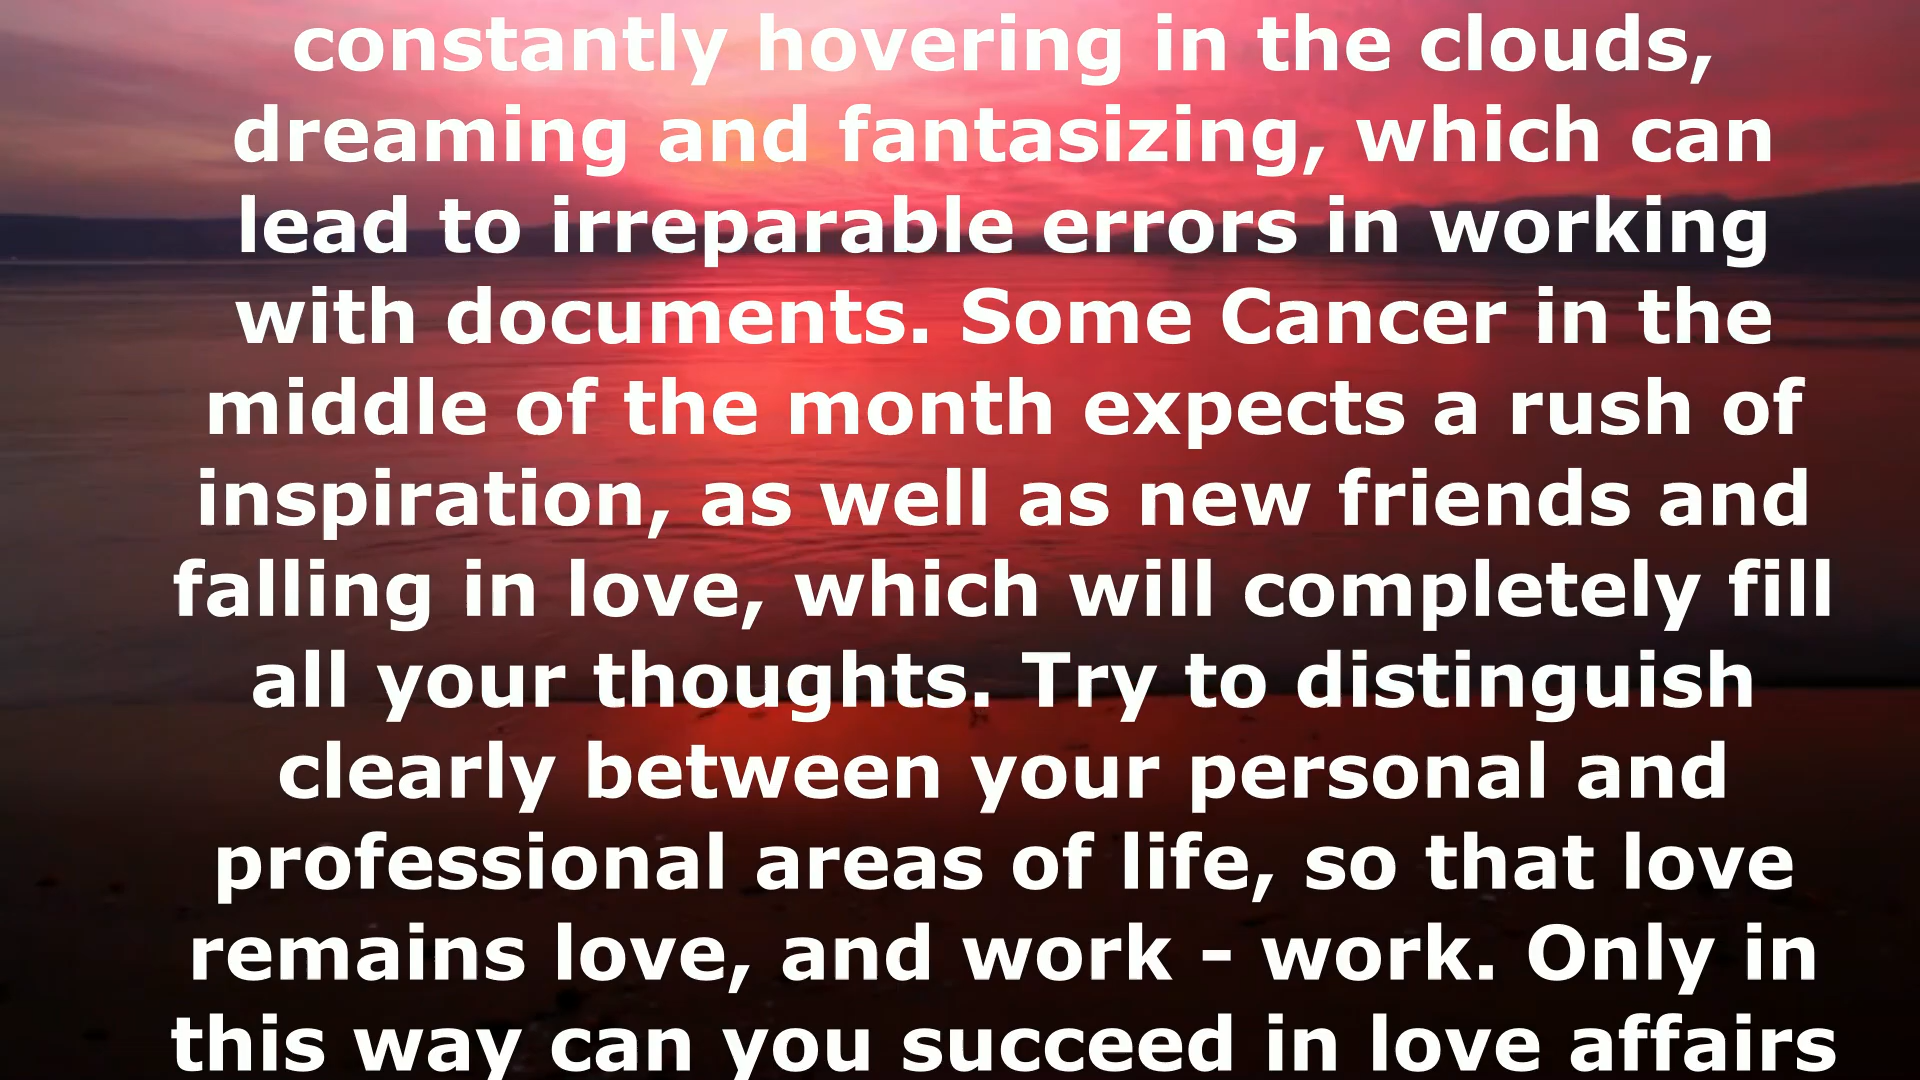 constantly hovering in the clouds,
dreaming and fantasizing, which can
lead to irreparable errors in working
with documents. Some Cancer in the
middle of the month expects a rush of
inspiration, as well as new friends and
falling in love, which will completely fill
all your thoughts. Try to distinguish
clearly between your personal and
professional areas of life, so that love
remains love, and work - work. Only in
this way can you succeed in love affairs